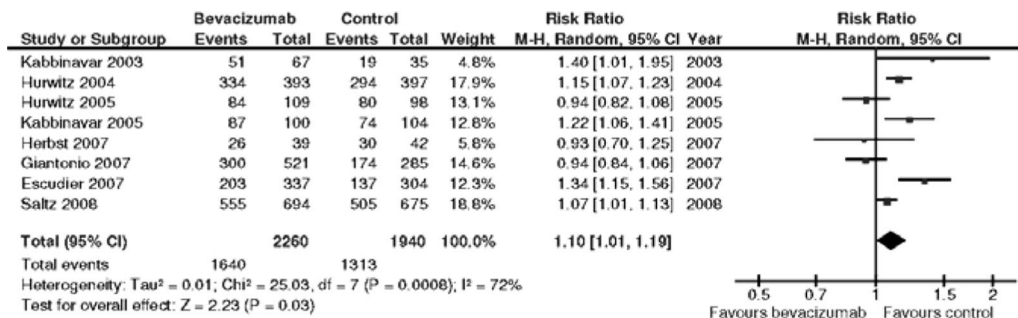 Bevacizumab Control Risk Ratio Risk Ratio
Study or Subgroup Events Total Events Total Weight M-H, Random, 95% CI Year M-H, Random, 95% CI
Kabbinavar 2003 51 67 19 35 4.8% 1.40 [1.01, 1.95] 2003
Hurwitz 2004 334 393 294 397 17.9% 1.15 [1.07, 1.23] 2004
Hurwitz 2005 84 109 80 98 13.1% 0.94 [0.82, 1.08] 2005
Kabbinavar 2005 87 100 74 104 12.8% 1.22 [1.06, 1.41] 2005
Herbst 2007 26 39 30 42 5.8% 0.93 [0.70, 1.25] 2007
Giantonio 2007 300 521 174 285 14.6% 0.94 [0.84, 1.06] 2007
Escudier 2007 203 337 137 304 12.3% 1.34 [1.15, 1.56] 2007
Saltz 2008 555 694 505 675 18.8% 1.07 [1.01, 1.13] 2008
Total (95% CI) 2260 1940 100.0% 1.10 [1.01, 1.19]
Total events 1640 1313
Heterogeneity: Tau² = 0.01; Chi² = 25.03, df = 7 (P = 0.0008); I² = 72%
Test for overall effect: Z = 2.23 (P = 0.03)
0.5 0.7 1 1.5 2
Favours bevacizumab Favours control